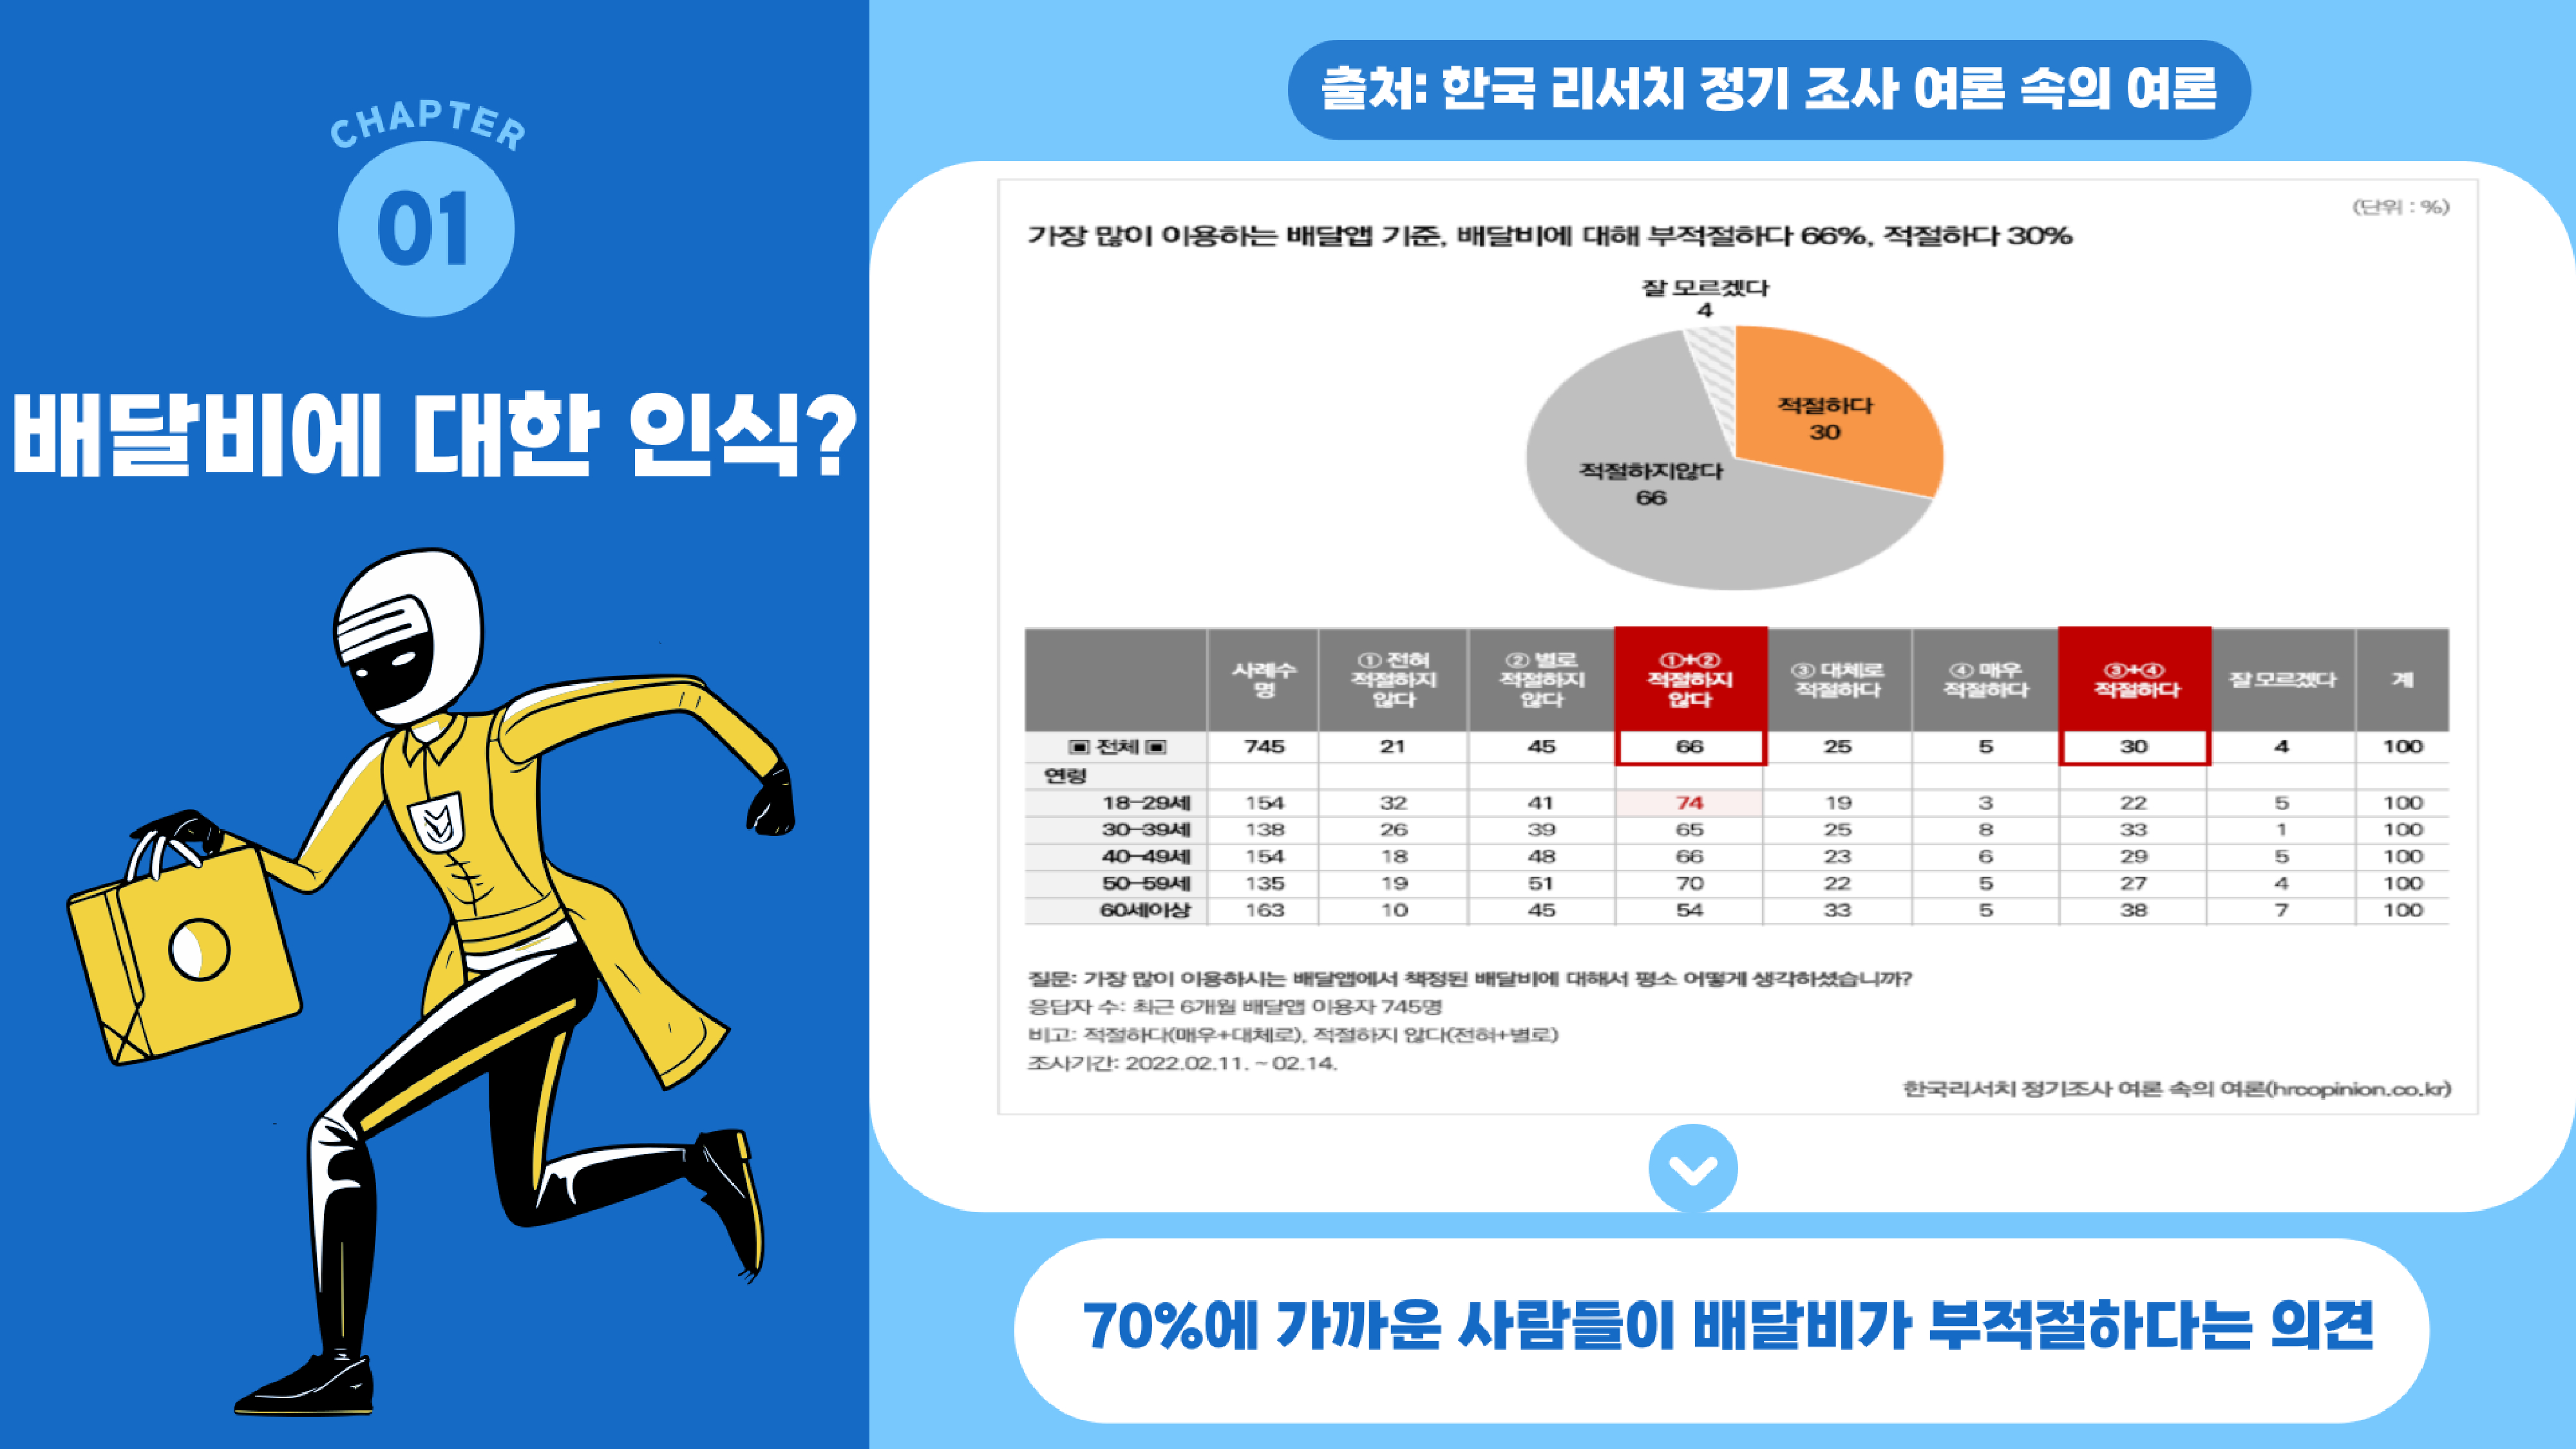 CHAPTER
01
배달비에 대한 인식?
출처: 한국 리서치 정기 조사 여론 속의 여론
(단위 : %)
가장 많이 이용하는 배달앱 기준, 배달비에 대해 부적절하다 66%, 적절하다 30%
잘 모르겠다
4
적절하다
30
적절하지않다
66
사례수 명 ① 전혀 적절하지 않다 ② 별로 적절하지 않다 ①+② 적절하지 않다 ③ 대체로 적절하다 ④ 매우 적절하다 ③+④ 적절하다 잘 모르겠다 계
▣ 전체 ▣ 745 21 45 66 25 5 30 4 100
연령
18-29세 154 32 41 74 19 3 22 5 100
30-39세 138 26 39 65 25 8 33 1 100
40-49세 154 18 48 66 23 6 29 5 100
50-59세 135 19 51 70 22 5 27 4 100
60세이상 163 10 45 54 33 5 38 7 100
질문: 가장 많이 이용하시는 배달앱에서 책정된 배달비에 대해서 평소 어떻게 생각하셨습니까?
응답자 수: 최근 6개월 배달앱 이용자 745명
비고: 적절하다(매우+대체로), 적절하지 않다(전혀+별로)
조사기간: 2022.02.11. ~ 02.14.
한국리서치 정기조사 여론 속의 여론(hrcopinion.co.kr)
70%에 가까운 사람들이 배달비가 부적절하다는 의견